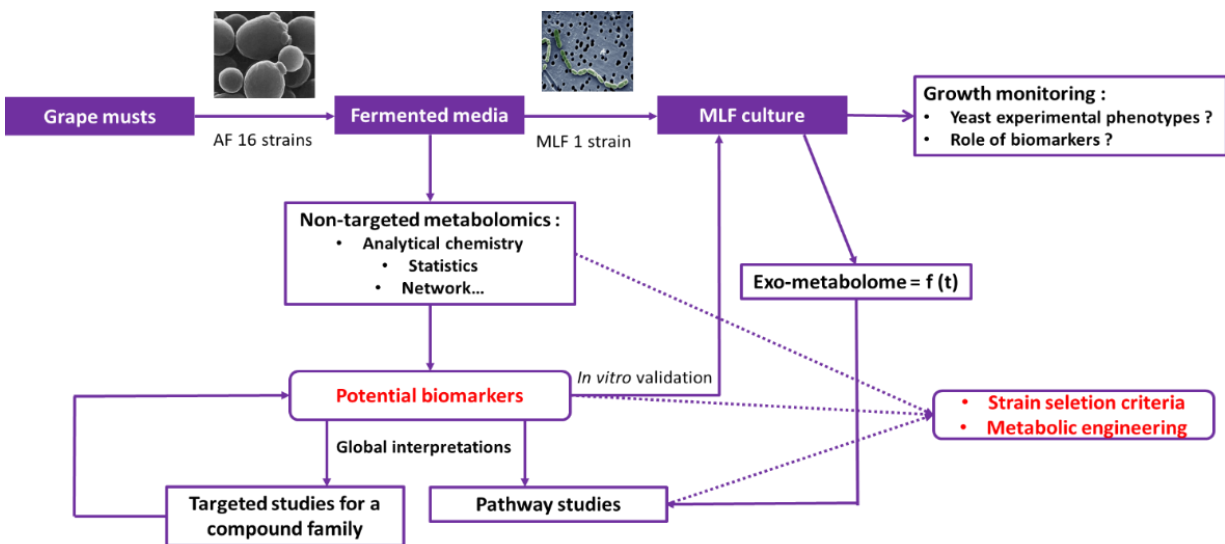 Grape musts
AF 16 strains
Fermented media
MLF 1 strain
MLF culture
Growth monitoring :
• Yeast experimental phenotypes ?
• Role of biomarkers ?
Non-targeted metabolomics :
• Analytical chemistry
• Statistics
• Network...
Exo-metabolome = f (t)
Potential biomarkers
In vitro validation
• Strain seletion criteria
• Metabolic engineering
Global interpretations
Targeted studies for a
compound family
Pathway studies